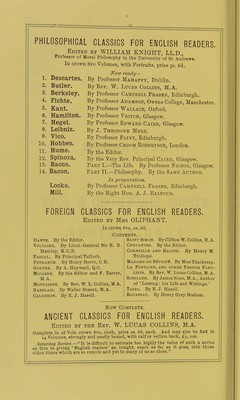 PHILOSOPHICAL CLASSICS FOR ENGLISH READERS.
EDITED BY WILLIAM KNIGHT, LL.D.,
Professor of Moral Philosophy in the University of St Andrews.
In crown 8vo Volumes, with Portraits, price 3s. 6d.
Now ready—
1. Descartes. By Professor MAHAFFY, Dublin.
2. Butler. By Rev. W. LUCAS COLLINS, M.A.
3. Berkeley. By Professor CAMPBELL FRASER, Edinburgh.
4. Fichte. By Professor ADAMSON, Owens College, Manchester.
5. Kant. By Professor WALLACE, Oxford.
6. Hamilton. By Professor VEITCH, Glasgow.
7. Hegel. By Professor EDWARD CAIRD, Glasgow.
8. Leibniz. By J. THEODORE MERZ.
9. Vico. By Professor FLINT, Edinburgh.
10. Hobbes. By Professor CROOM ROBERTSON, London.
11. Hume. By the Editor.
12. Spinoza. By the Very Rev. Principal CAIRD, Glasgow.
13. Bacon. PART I.—The Life. By Professor NICHOL, Glasgow.
14. Bacon. PART II.—Philosophy. By the SAME AUTHOR.
In preparation.
Locke. By Professor CAMPBELL FRASER, Edinburgh.
Mill. By the Right Hon. A. J. BALFOUR.
FOREIGN CLASSICS FOR ENGLISH READERS.
EDITED BY MRS OLIPHANT.
In crown 8vo, 2s. 6d.
CONTENTS.
DANTE. By the Editor.
VOLTAIRE. By Lieut.-General Sir E. B. Hamley, K.C.B.
PASCAL. By Principal Tulloch.
PETRARCH. By Henry Reeve, C.B.
GOETHE. By A. Hayward, Q.C.
MOLIÈRE. By the Editor and F. Tarver, M.A.
MONTAIGNE. By Rev. W. L. Collins, M.A.
RABELAIS. By Walter Besant, M.A.
CALDERON. By E. J. Hasell.
SAINT SIMON. By Clifton W. Collins, M.A.
CERVANTES. By the Editor.
CORNEILLE AND RACINE. By Henry M. Trollope.
MADAME DE SÉVIGNÉ. By Miss Thackeray.
LA FONTAINE, AND OTHER FRENCH FABULISTS. By Rev. W. Lucas Collins, M.A.
SCHILLER. By James Sime, M.A., Author of 'Lessing: his Life and Writings.'
TASSO. By E. J. Hasell.
ROUSSEAU. By Henry Grey Graham.
NOW COMPLETE.
ANCIENT CLASSICS FOR ENGLISH READERS.
EDITED BY THE REV. W. LUCAS COLLINS, M.A.
Complete in 28 Vols. crown 8vo, cloth, price 2s. 6d. each. And may also be had in
14 Volumes, strongly and neatly bound, with calf or vellum back, £3, 10s.
Saturday Review.—"It is difficult to estimate too highly the value of such a series
as this in giving 'English readers' an insight, exact as far as it goes, into those
olden times which are so remote and yet to many of us so close."